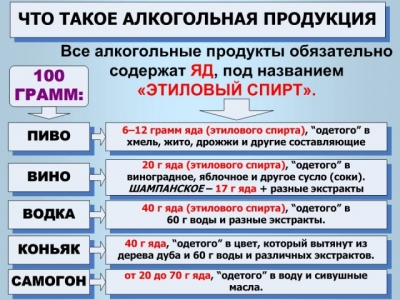 ЧТО ТАКОЕ АЛКОГОЛЬНАЯ ПРОДУКЦИЯ
Все алкогольные продукты обязательно
содержат ЯД, под названием
«ЭТИЛОВЫЙ СПИРТ».
100
ГРАММ:
ПИВО
6–12 грамм яда (этилового спирта), “одетого” в
хмель, жито, дрожжи и другие составляющие
ВИНО
20 г яда (этилового спирта), “одетого” в
виноградное, яблочное и другое сусло (соки).
ШАМПАНСКОЕ – 17 г яда + разные экстракты
ВОДКА
40 г яда (этилового спирта), “одетого” в
60 г воды и разные экстракты.
КОНЬЯК
40 г яда, “одетого” в цвет, который вытянут из
дерева дуба и 60 г воды и различных экстрактов.
САМОГОН
от 20 до 70 г яда, “одетого” в воду и сивушные
масла.